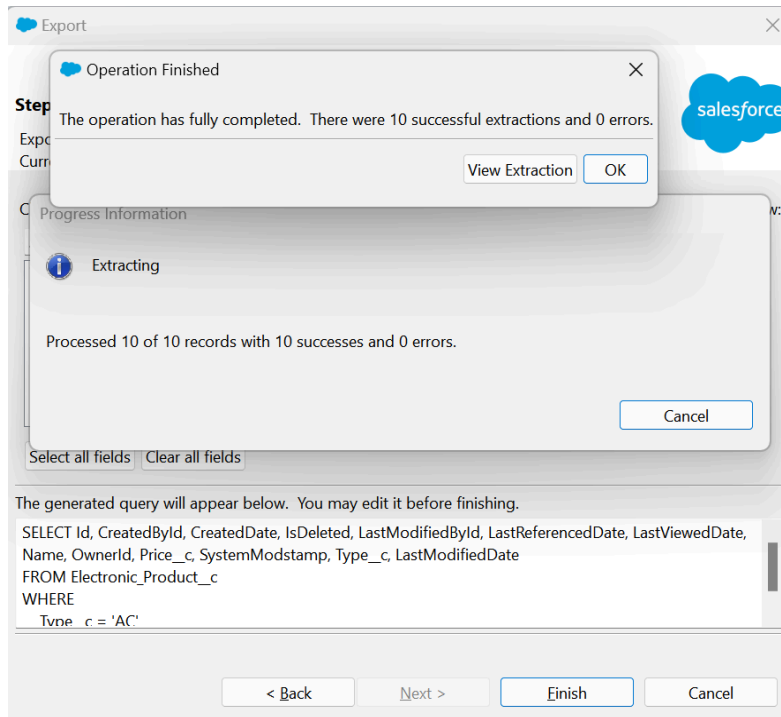 Export
Operation Finished
Step
The operation has fully completed. There were 10 successful extractions and 0 errors.
salesforce
Expo
Curr
View Extraction
OK
C
w:
Progress Information
Extracting
Processed 10 of 10 records with 10 successes and 0 errors.
Cancel
Select all fields
Clear all fields
The generated query will appear below. You may edit it before finishing.
SELECT Id, CreatedById, CreatedDate, IsDeleted, LastModifiedById, LastReferencedDate, LastViewedDate,
Name, OwnerId, Price__c, SystemModstamp, Type__c, LastModifiedDate
FROM Electronic_Product__c
WHERE
Type__c = 'AC'
< Back
Next >
Finish
Cancel